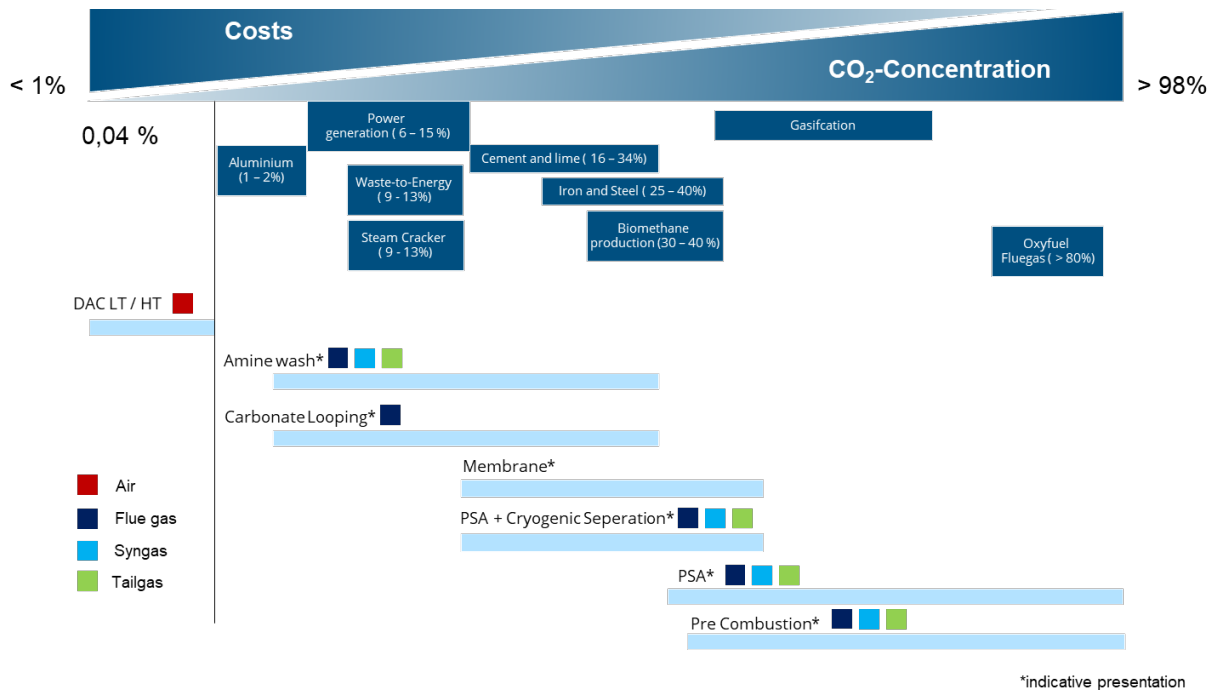 Costs
CO₂-Concentration
< 1%
> 98%
0,04 %
Power
generation ( 6 – 15 %)
Gasifcation
Aluminium
(1 – 2%)
Cement and lime ( 16 – 34%)
Waste-to-Energy
( 9 - 13%)
Iron and Steel ( 25 – 40%)
Steam Cracker
( 9 - 13%)
Biomethane
production (30 – 40 %)
Oxyfuel
Fluegas ( > 80%)
DAC LT / HT
Amine wash*
Carbonate Looping*
Membrane*
PSA + Cryogenic Seperation*
PSA*
Pre Combustion*
Air
Flue gas
Syngas
Tailgas
*indicative presentation